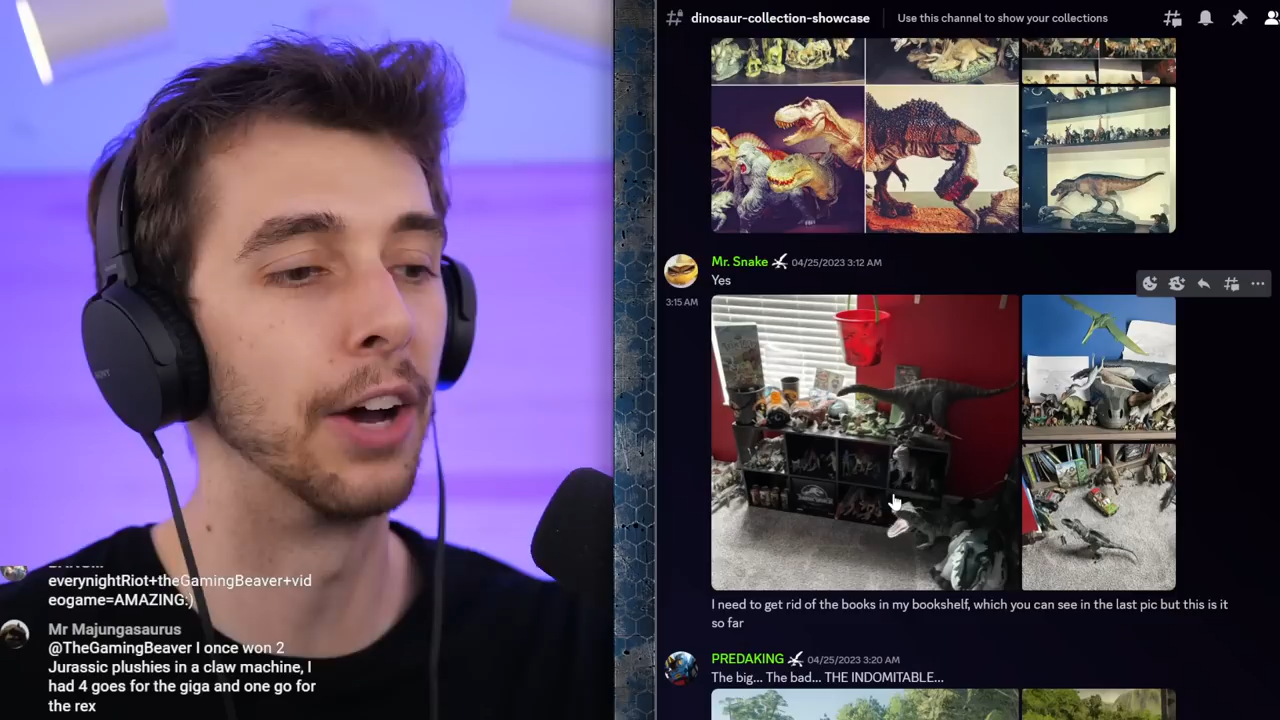 dinosaur-collection-showcase
Use this channel to show your collections
Mr. Snake 04/25/2023 3:12 AM
Yes
3:15 AM
I need to get rid of the books in my bookshelf, which you can see in the last pic but this is it
so far
PREDAKING 04/25/2023 3:20 AM
The big... The bad... THE INDOMITABLE...
SONY
everynightRiot+theGamingBeaver+vid
eogame=AMAZING:)
Mr Majungasaurus
@TheGamingBeaver I once won 2
Jurassic plushies in a claw machine, I
had 4 goes for the giga and one go for
the rex